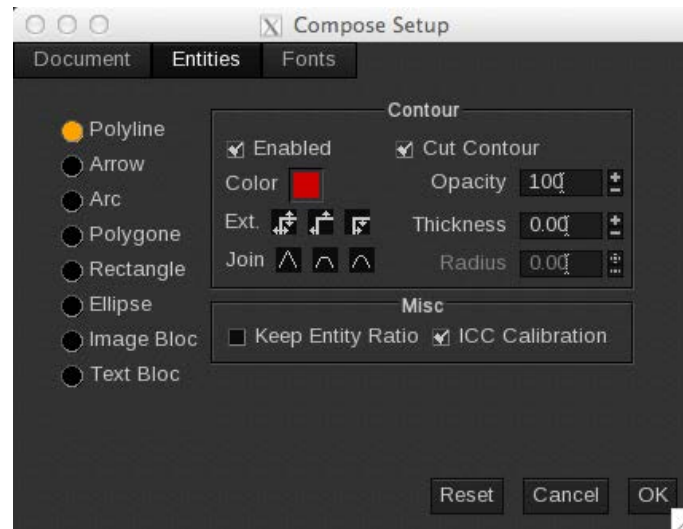 Compose Setup
Document Entities Fonts
Polyline
Arrow
Arc
Polygone
Rectangle
Ellipse
Image Bloc
Text Bloc
Contour
Enabled Cut Contour
Color Opacity 100
Ext. Thickness 0.00
Join Radius 0.00
Misc
Keep Entity Ratio ICC Calibration
Reset Cancel OK